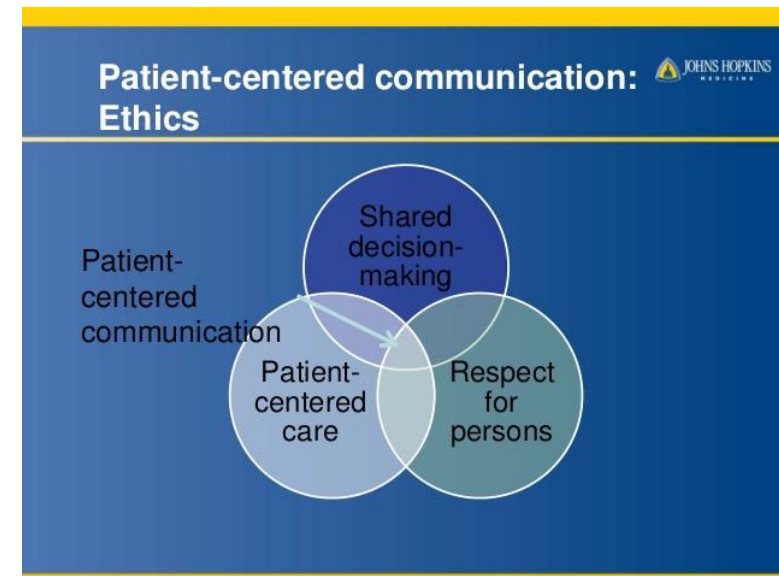 Patient-centered communication:
Ethics
JOHNS HOPKINS
MEDICINE
Shared
decision-
making
Patient-
centered
communication
Patient-
centered
care
Respect
for
persons